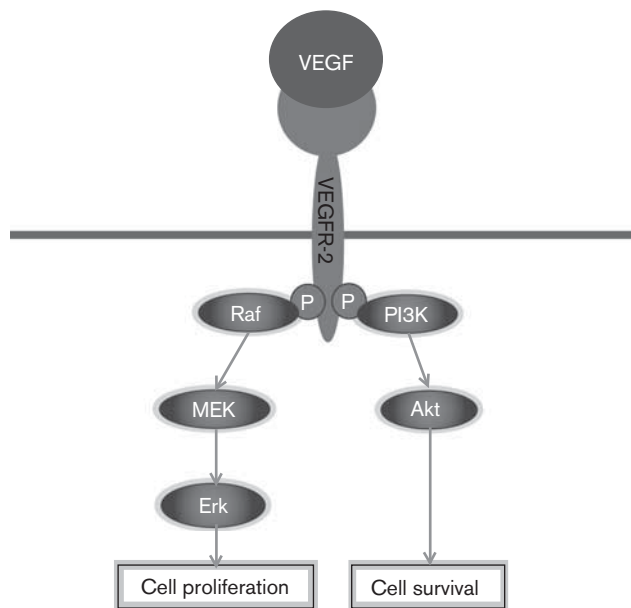 VEGF
VEGFR-2
P
P
Raf
PI3K
MEK
Akt
Erk
Cell proliferation
Cell survival